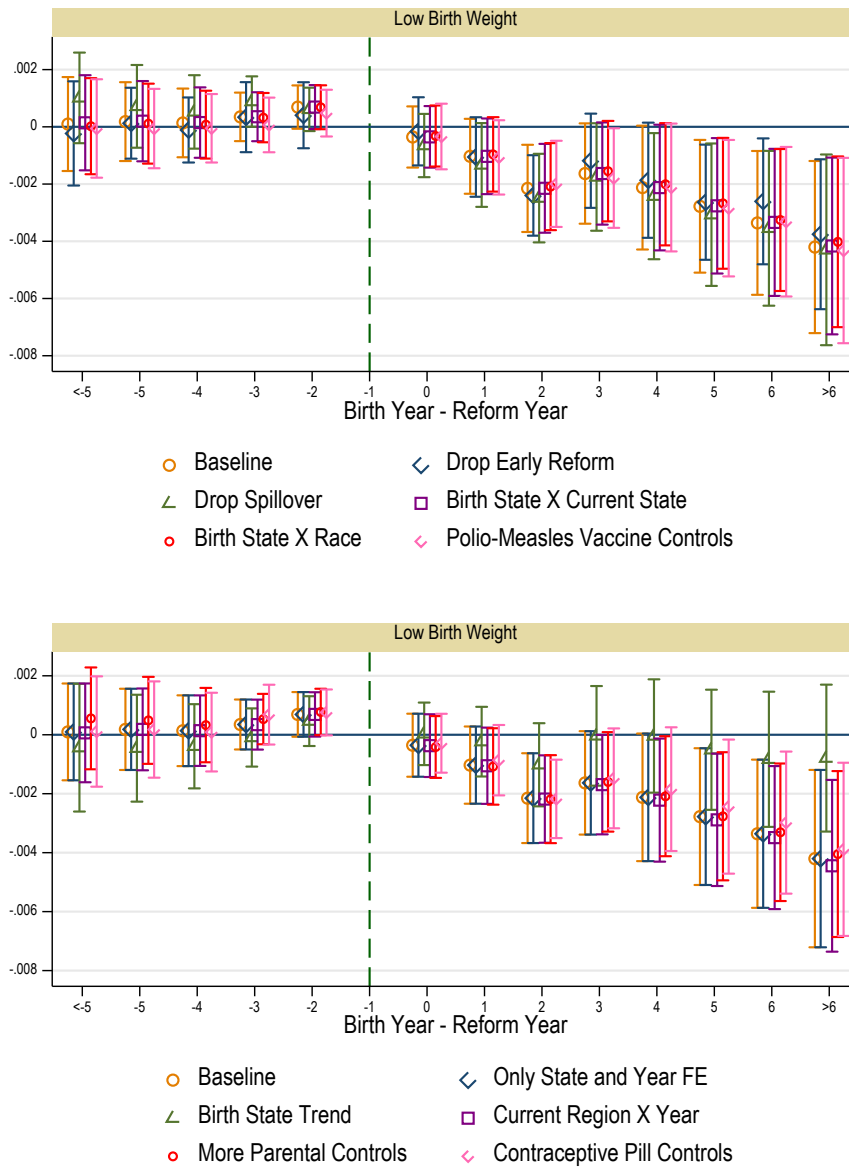 Low Birth Weight
.002
0
-.002
-.004
-.006
-.008
<-5 -5 -4 -3 -2 -1 0 1 2 3 4 5 6 >6
Birth Year - Reform Year
Baseline Drop Early Reform
Drop Spillover Birth State X Current State
Birth State X Race Polio-Measles Vaccine Controls
Low Birth Weight
.002
0
-.002
-.004
-.006
-.008
<-5 -5 -4 -3 -2 -1 0 1 2 3 4 5 6 >6
Birth Year - Reform Year
Baseline Only State and Year FE
Birth State Trend Current Region X Year
More Parental Controls Contraceptive Pill Controls